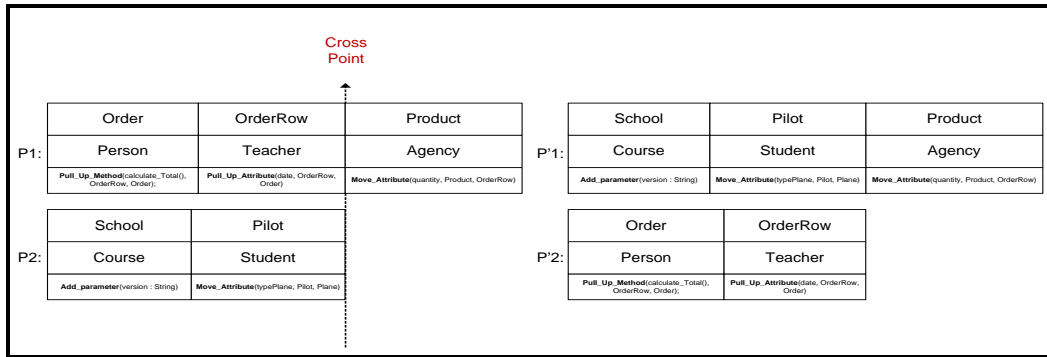 Cross
Point
Order OrderRow Product
P1: Person Teacher Agency
Pull_Up_Method(calculate_Total(), OrderRow, Order); Pull_Up_Attribute(date, OrderRow, Order) Move_Attribute(quantity, Product, OrderRow)
School Pilot
P2: Course Student
Add_parameter(version : String) Move_Attribute(typePlane, Pilot, Plane)
School Pilot Product
P'1: Course Student Agency
Add_parameter(version : String) Move_Attribute(typePlane, Pilot, Plane) Move_Attribute(quantity, Product, OrderRow)
Order OrderRow
P'2: Person Teacher
Pull_Up_Method(calculate_Total(), OrderRow, Order); Pull_Up_Attribute(date, OrderRow, Order)